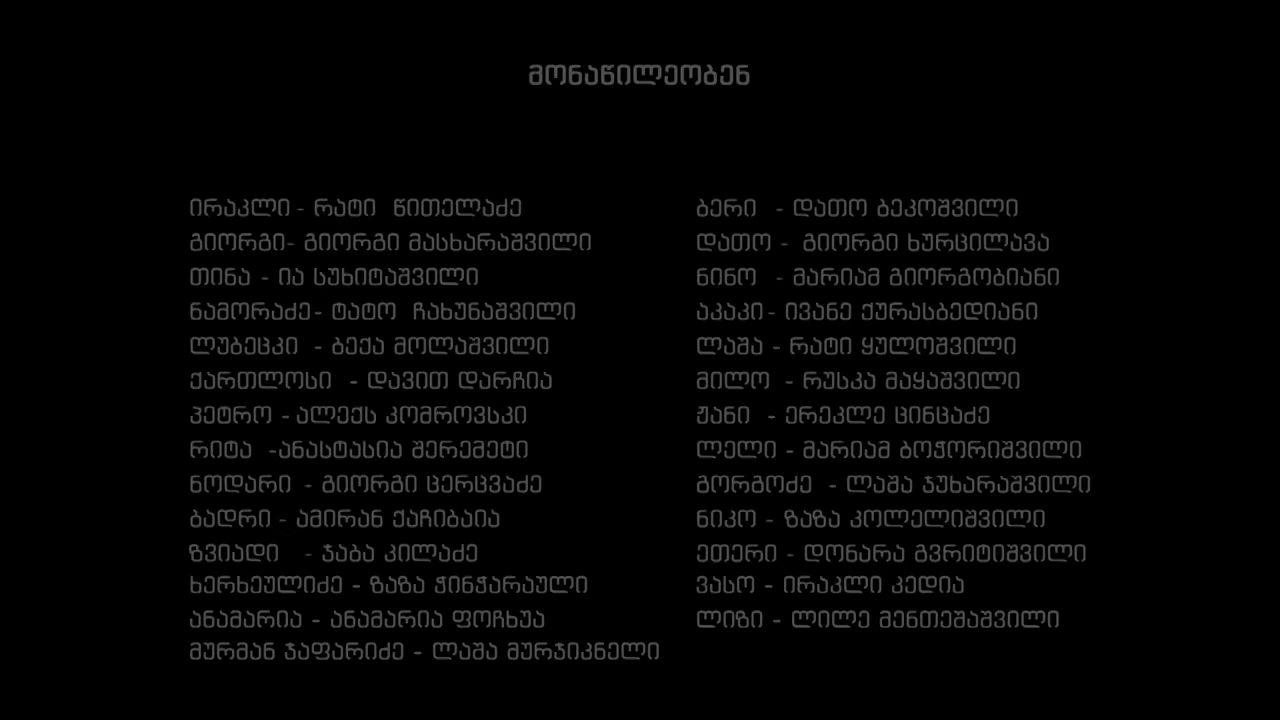 მონაწილეობენ
ირაკლი - რატი წითელაძე
გიორგი- გიორგი მასხარაშვილი
თინა - ია სუხიტაშვილი
ნამორაძე- ტატო ჩახუნაშვილი
ლუბეცკი - ბექა მოლაშვილი
ქართლოსი - დავით დარჩია
პეტრო - ალექს კომროვსკი
რიტა -ანასტასია შერემეტი
ნოდარი - გიორგი ცერცვაძე
ბადრი - ამირან ქაჩიბაია
ზვიადი - ჯაბა კილაძე
ხერხეულიძე - ზაზა ჭინჭარაული
ანამარია - ანამარია ფოჩხუა
მურმან ჯაფარიძე - ლაშა მურჯიკნელი
ბერი - დათო ბეკოშვილი
დათო - გიორგი ხურცილავა
ნინო - მარიამ გიორგობიანი
აკაკი - ივანე ქურასბედიანი
ლაშა - რატი ყულოშვილი
მილო - რუსკა მაყაშვილი
ჟანი - ერეკლე ცინცაძე
ლელი - მარიამ ბოჭორიშვილი
გორგოძე - ლაშა ჯუხარაშვილი
ნიკო - ზაზა კოლელიშვილი
ეთერი - დონარა გვრიტიშვილი
ვასო - ირაკლი კედია
ლიზი - ლილე მენთეშაშვილი